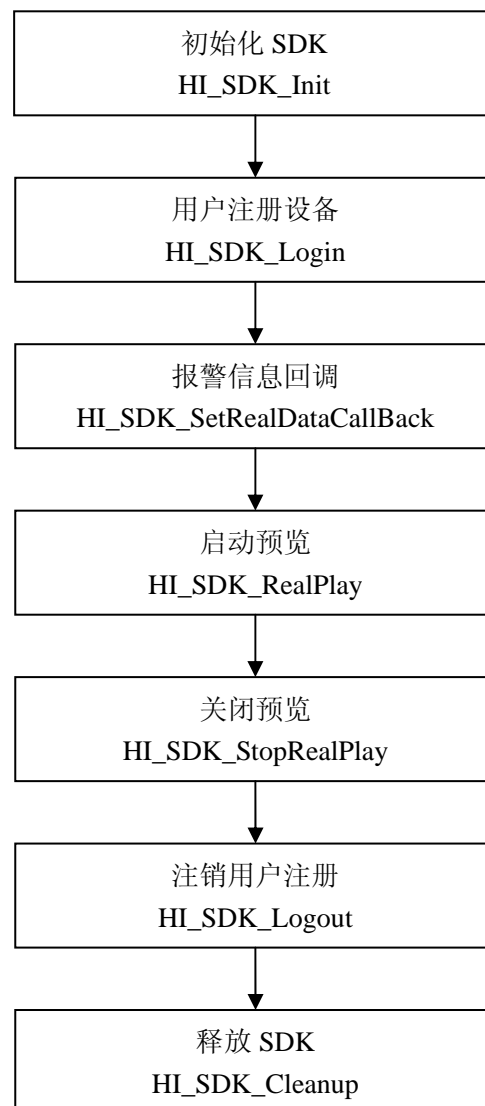 初始化 SDK
HI_SDK_Init
用户注册设备
HI_SDK_Login
报警信息回调
HI_SDK_SetRealDataCallBack
启动预览
HI_SDK_RealPlay
关闭预览
HI_SDK_StopRealPlay
注销用户注册
HI_SDK_Logout
释放 SDK
HI_SDK_Cleanup